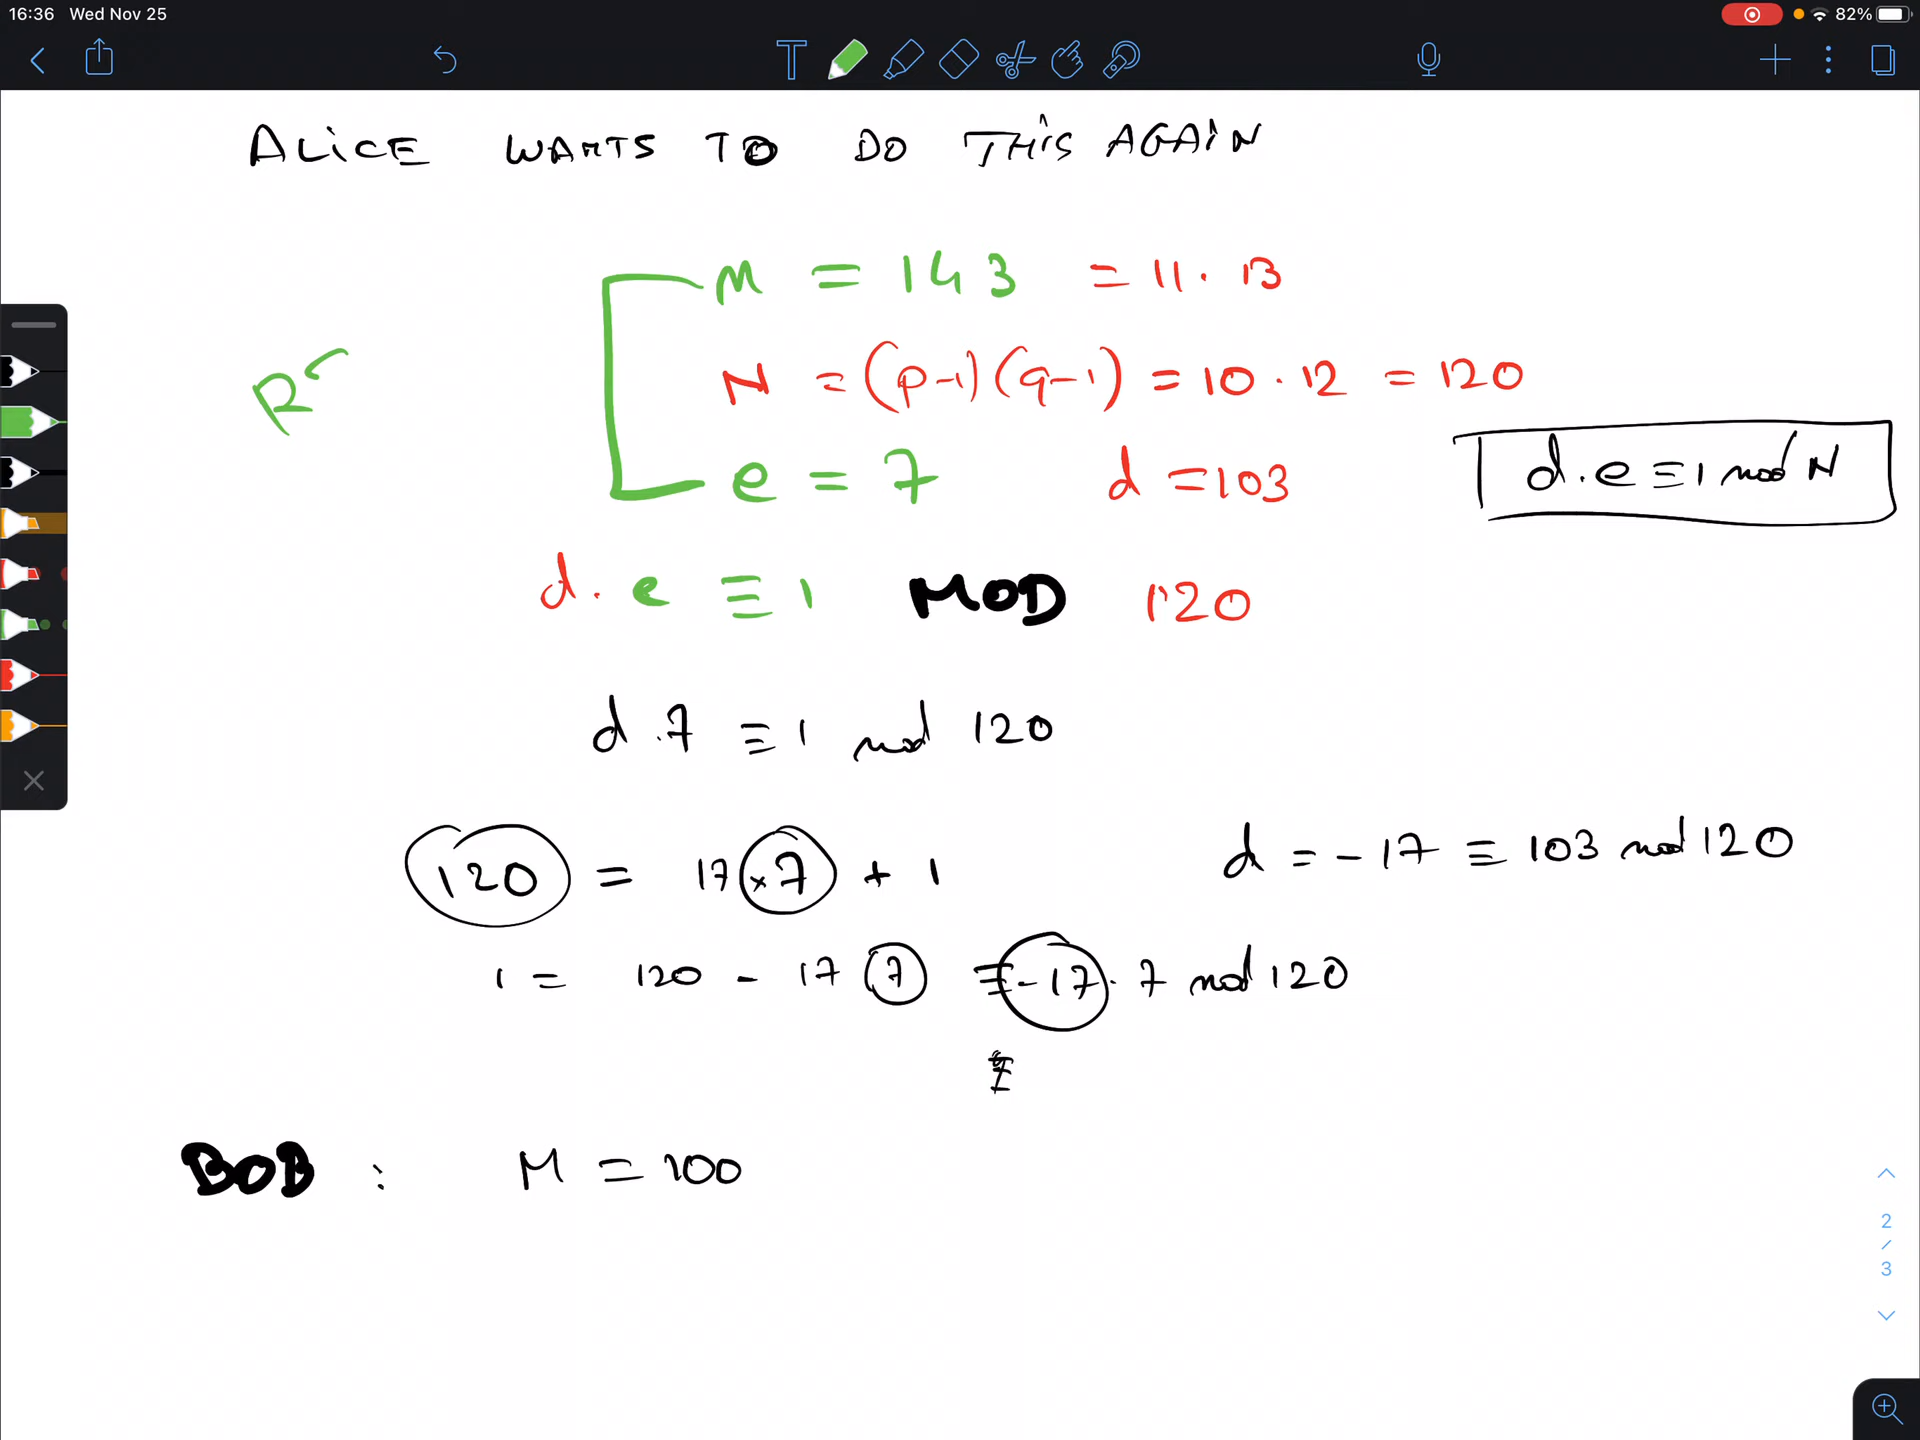 16:36 Wed Nov 25 82%
ALiCE WANTS TO DO THiS AGAiN
m = 143 = 11 · 13
N = (p-1)(q-1) = 10 · 12 = 120
e = 7 d = 103
d.e ≡ 1 mod N
d. e ≡ 1 MOD 120
d .7 ≡ 1 mod 120
120 = 17 × 7 + 1
d = -17 ≡ 103 mod 120
1 = 120 - 17 7 ≡ -17 · 7 mod 120
BOB : M = 100
2
/
3